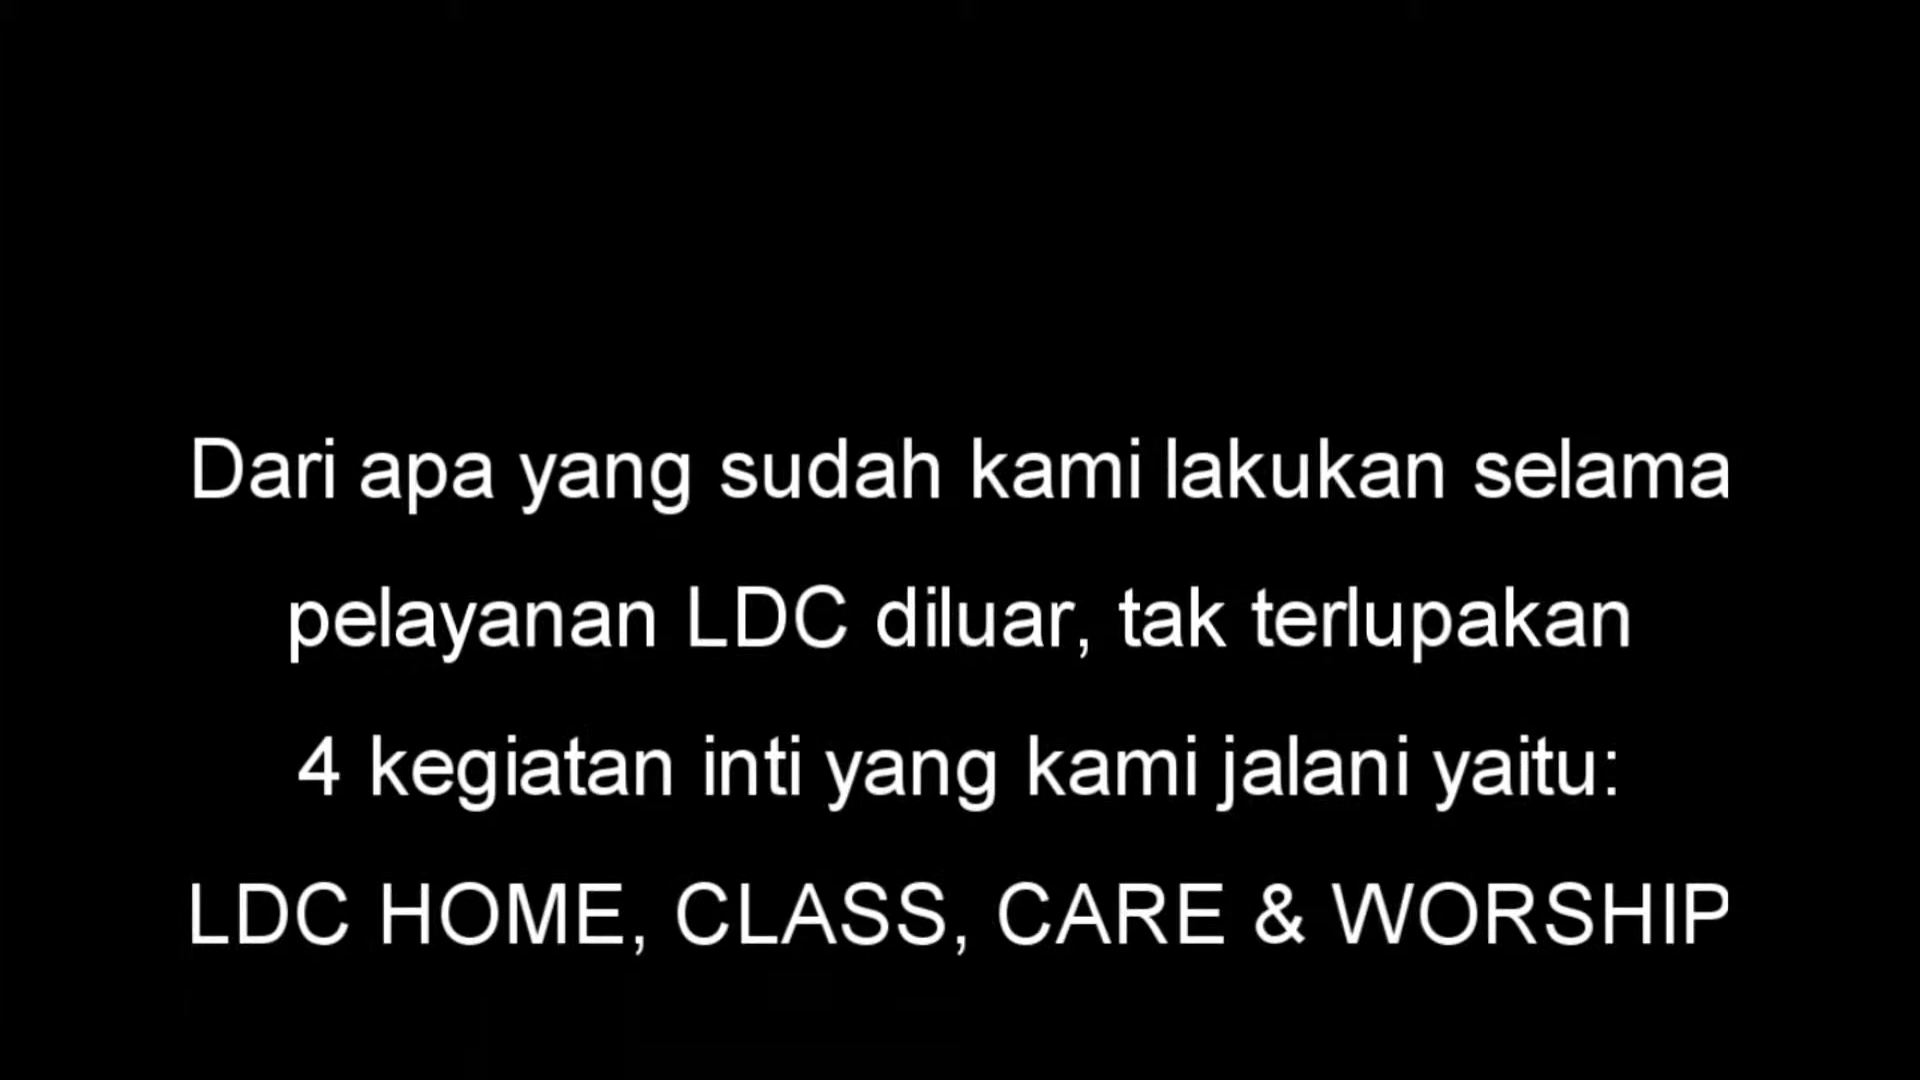 Dari apa yang sudah kami lakukan selama
pelayanan LDC diluar, tak terlupakan
4 kegiatan inti yang kami jalani yaitu:
LDC HOME, CLASS, CARE & WORSHIP